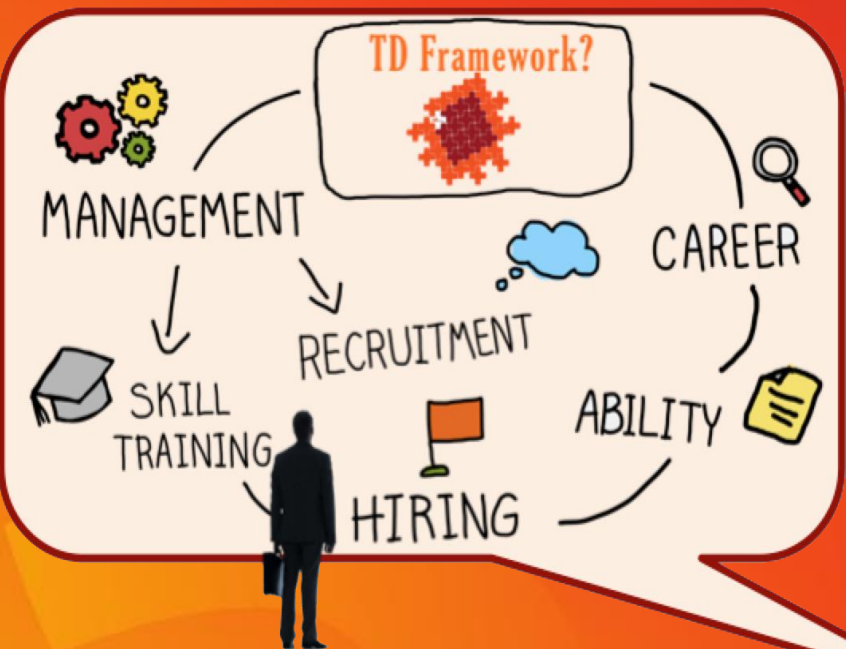 TD Framework?
MANAGEMENT
CAREER
RECRUITMENT
SKILL
TRAINING
ABILITY
HIRING